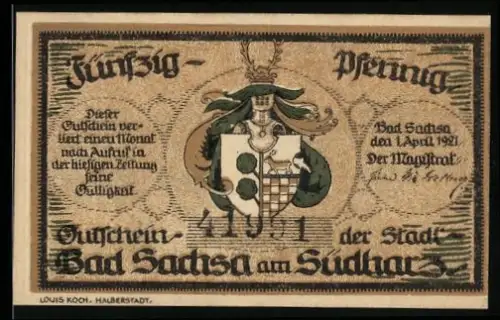 Fünfzig - Pfennig.
Dieser
Gutschein ver-
liert einen Monat
nach Aufruf in
der hiesigen Zeitung
seine
Gültigkeit.
Bad Sachsa
den 1. April 1921
Der Magistrat
41951
Gutschein - der Stadt
Bad Sachsa am Südharz.
LOUIS KOCH, HALBERSTADT.